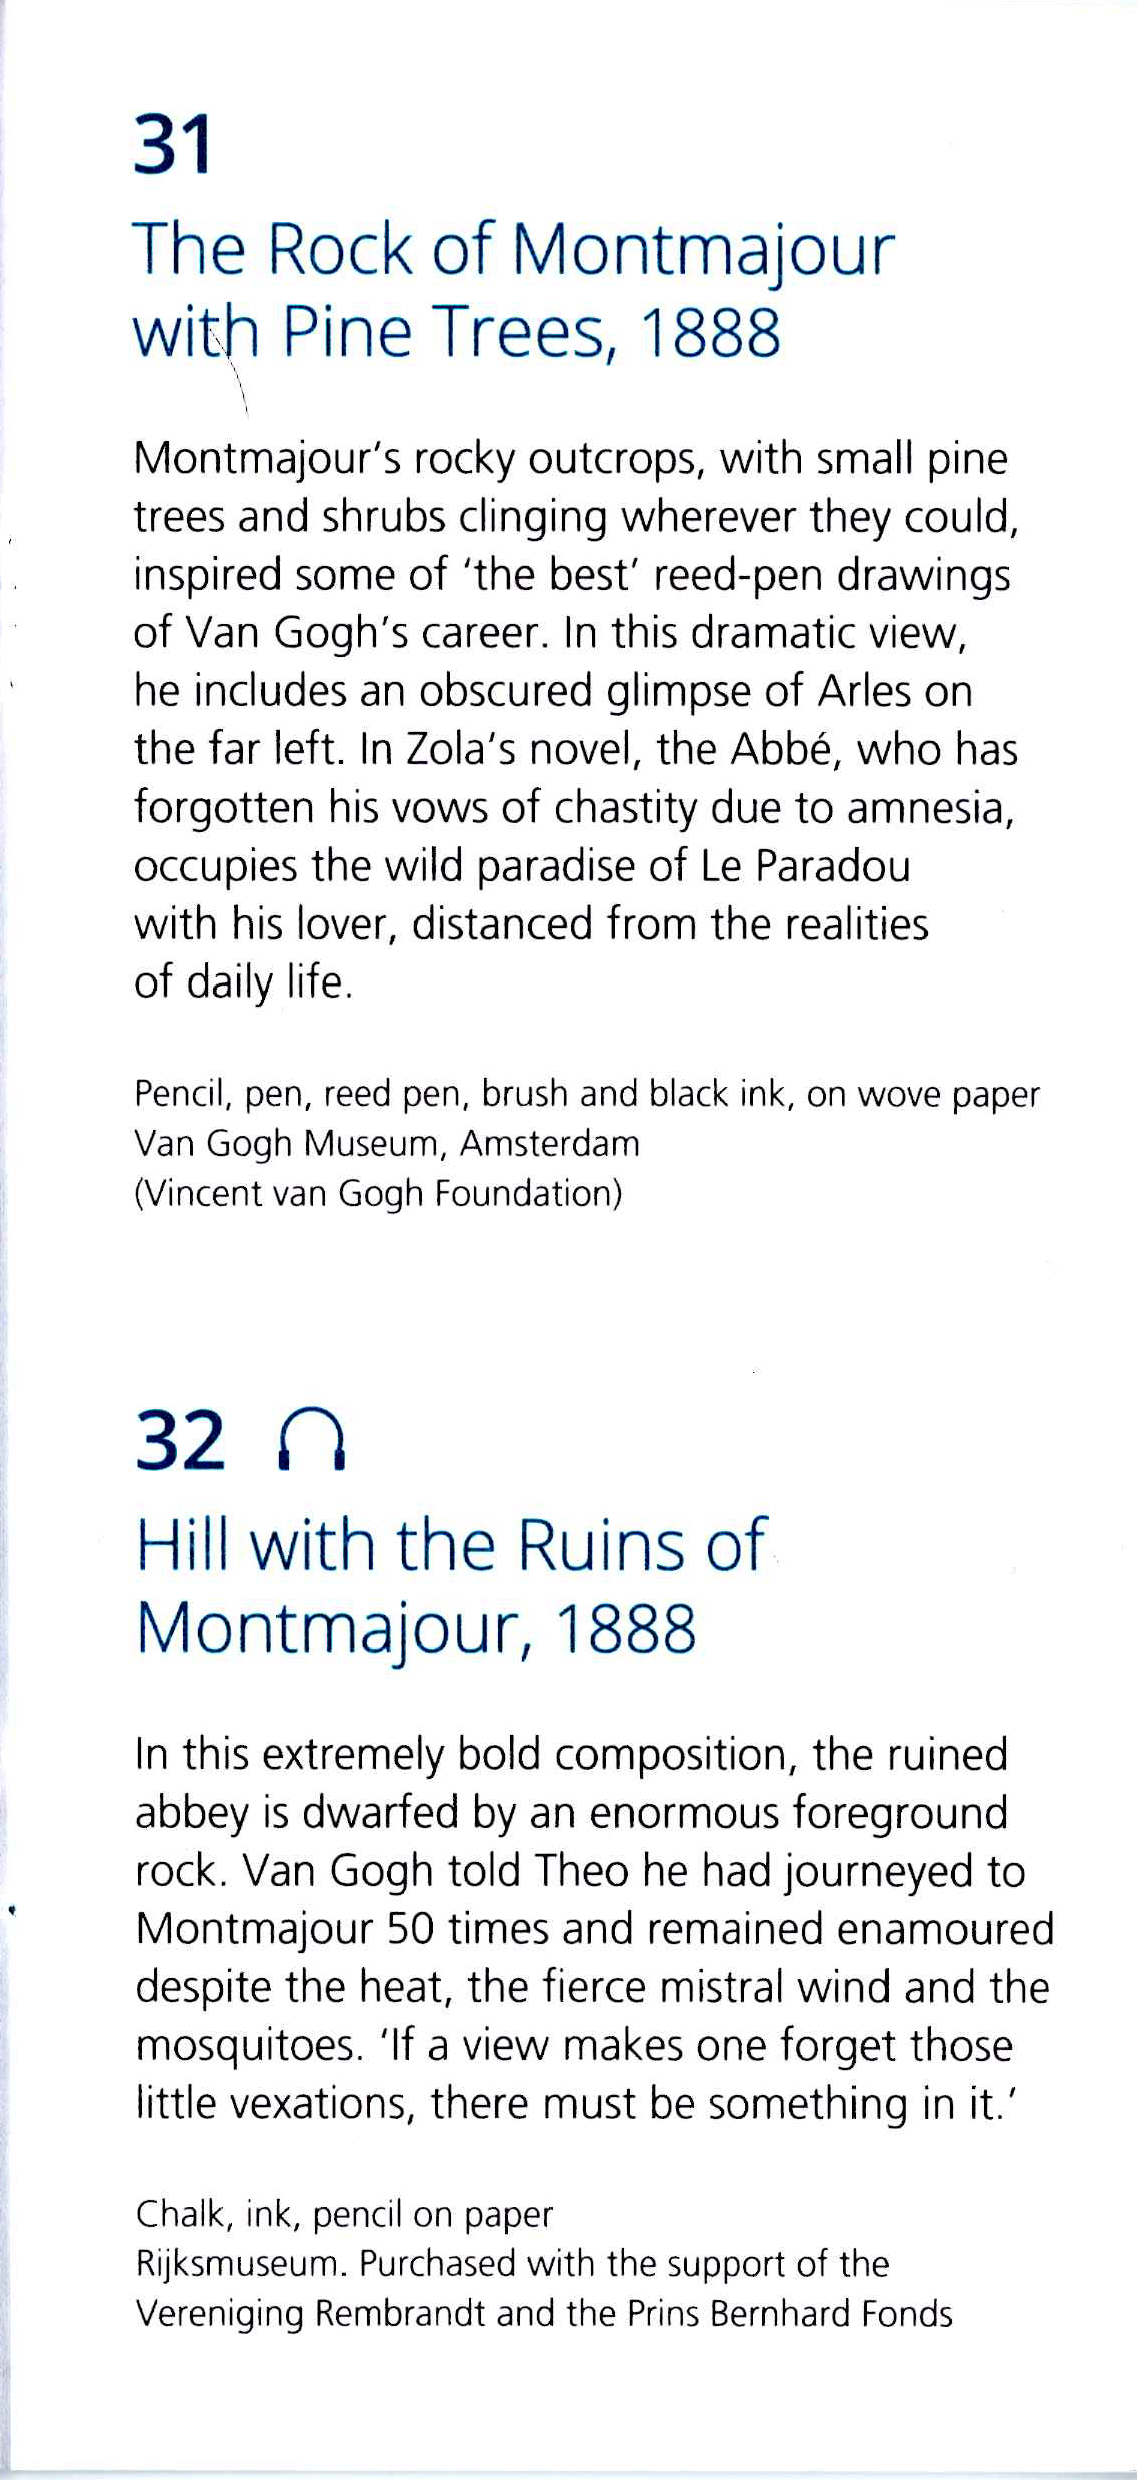 31
The Rock of Montmajour
with Pine Trees, 1888
Montmajour's rocky outcrops, with small pine
trees and shrubs clinging wherever they could,
inspired some of 'the best' reed-pen drawings
of Van Gogh's career. In this dramatic view,
he includes an obscured glimpse of Arles on
the far left. In Zola's novel, the Abbé, who has
forgotten his vows of chastity due to amnesia,
occupies the wild paradise of Le Paradou
with his lover, distanced from the realities
of daily life.
Pencil, pen, reed pen, brush and black ink, on wove paper
Van Gogh Museum, Amsterdam
(Vincent van Gogh Foundation)
32
Hill with the Ruins of
Montmajour, 1888
In this extremely bold composition, the ruined
abbey is dwarfed by an enormous foreground
rock. Van Gogh told Theo he had journeyed to
Montmajour 50 times and remained enamoured
despite the heat, the fierce mistral wind and the
mosquitoes. 'If a view makes one forget those
little vexations, there must be something in it.'
Chalk, ink, pencil on paper
Rijksmuseum. Purchased with the support of the
Vereniging Rembrandt and the Prins Bernhard Fonds